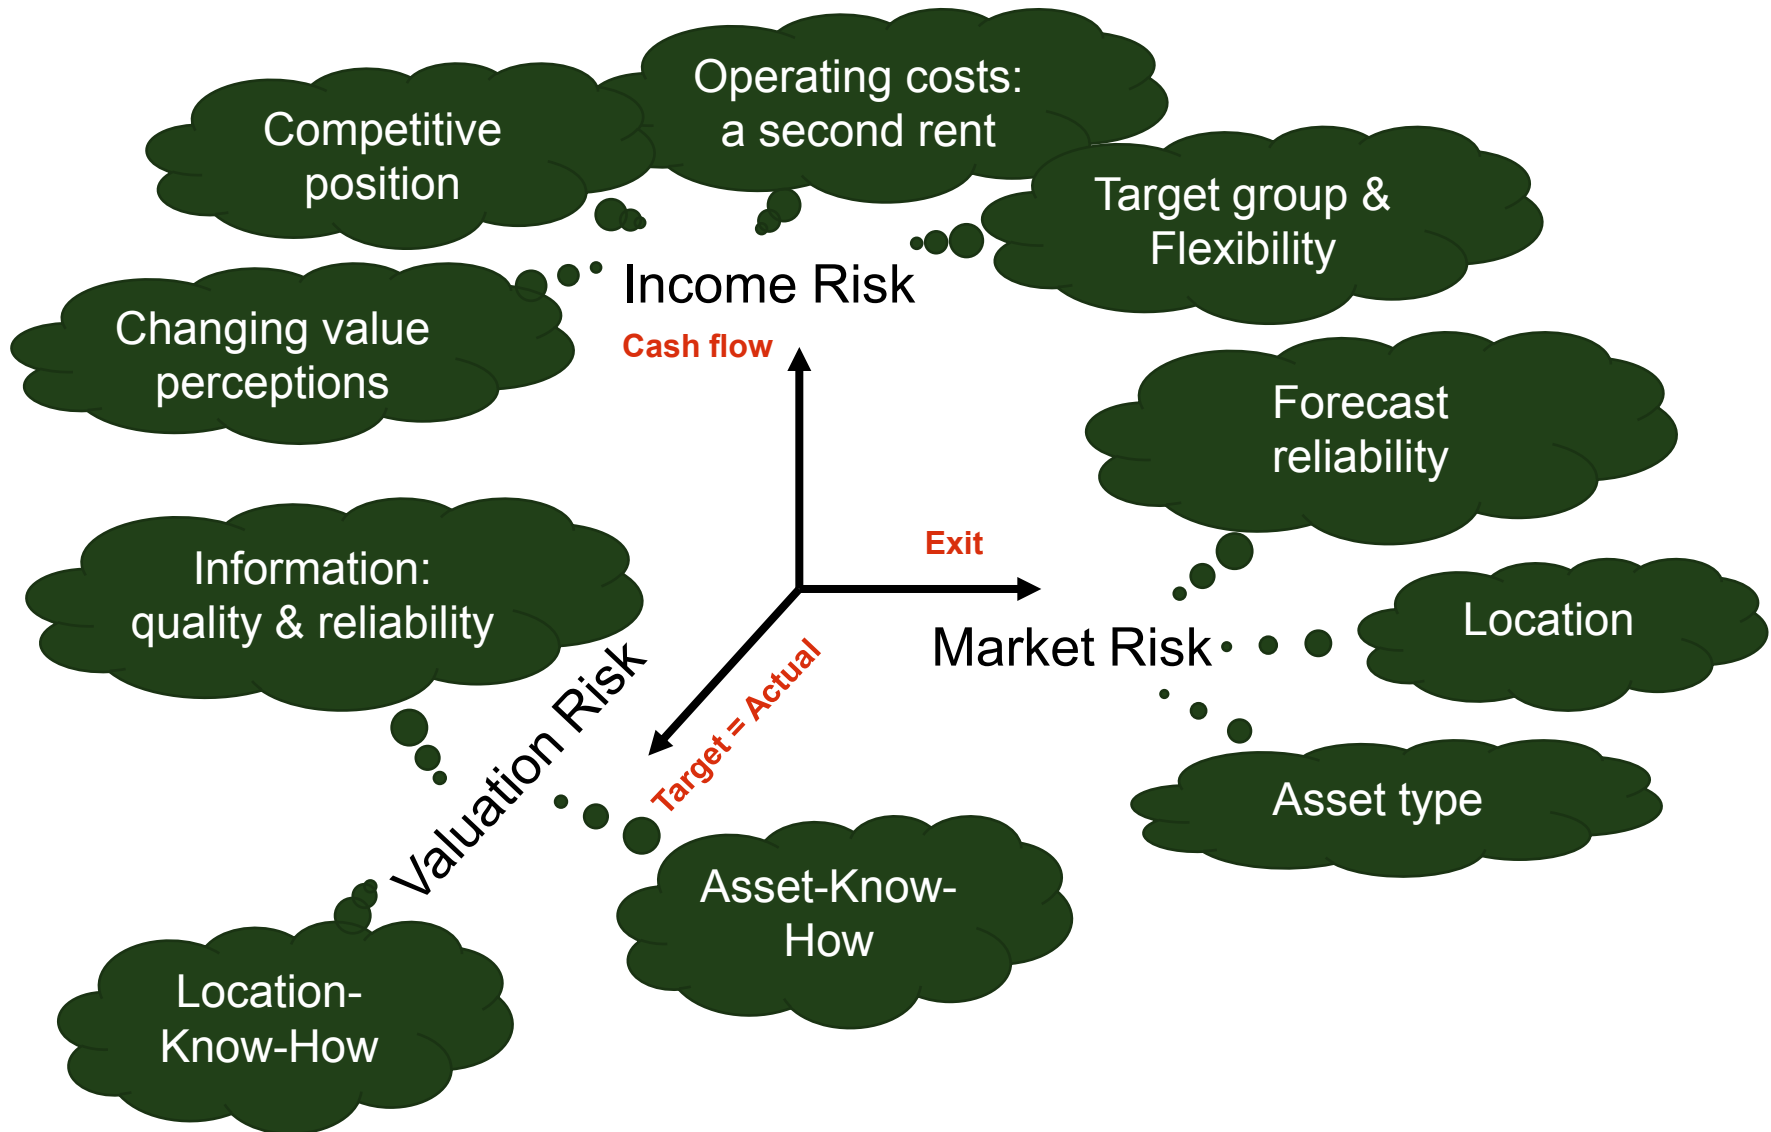 Operating costs:
a second rent
Competitive
position
Target group &
Flexibility
Income Risk
Changing value
perceptions
Cash flow
Forecast
reliability
Exit
Information:
quality & reliability
Location
Market Risk
Target = Actual
Valuation Risk
Asset type
Asset-Know-
How
Location-
Know-How